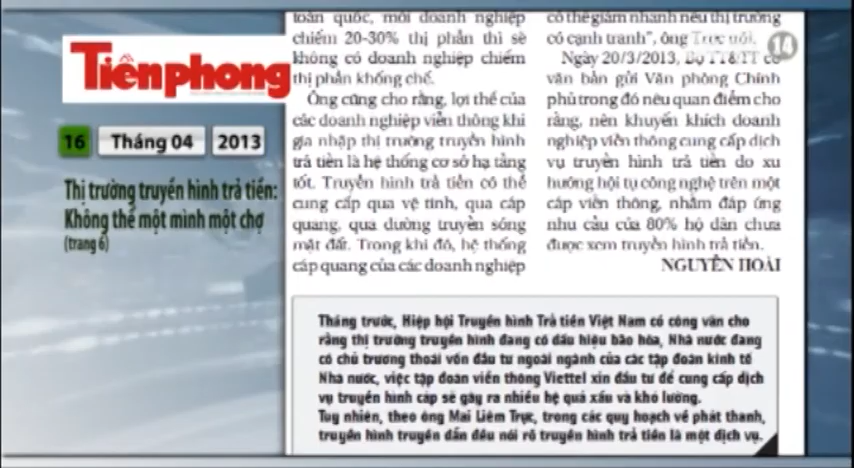 Tiềnphong
16 Tháng 04 2013
Thị trường truyền hình trả tiền:
Không thể một mình một chợ
(trang 6)
toàn quốc, mỗi doanh nghiệp
chiếm 20-30% thị phần thì sẽ
không có doanh nghiệp chiếm
thị phần khống chế.
Ông cũng cho rằng, lợi thế của
các doanh nghiệp viễn thông khi
gia nhập thị trường truyền hình
trả tiền là hệ thống cơ sở hạ tầng
tốt. Truyền hình trả tiền có thể
cung cấp qua vệ tinh, qua cáp
quang, qua đường truyền sóng
mặt đất. Trong khi đó, hệ thống
cáp quang của các doanh nghiệp
có thể giảm nhanh nếu thị trường
có cạnh tranh", ông Trực nói.
Ngày 20/3/2013, Bộ TT&TT có
văn bản gửi Văn phòng Chính
phủ trong đó nêu quan điểm cho
rằng, nên khuyến khích doanh
nghiệp viễn thông cung cấp dịch
vụ truyền hình trả tiền do xu
hướng hội tụ công nghệ trên một
cáp viễn thông, nhằm đáp ứng
nhu cầu của 80% hộ dân chưa
được xem truyền hình trả tiền.
NGUYỄN HOÀI
14
Tháng trước, Hiệp hội Truyền hình Trả tiền Việt Nam có công văn cho
rằng thị trường truyền hình đang có dấu hiệu bão hòa, Nhà nước đang
có chủ trương thoái vốn đầu tư ngoài ngành của các tập đoàn kinh tế
Nhà nước, việc tập đoàn viễn thông Viettel xin đầu tư để cung cấp dịch
vụ truyền hình cáp sẽ gây ra nhiều hệ quả xấu và khó lường.
Tuy nhiên, theo ông Mai Liêm Trực, trong các quy hoạch về phát thanh,
truyền hình truyền dẫn đều nói rõ truyền hình trả tiền là một dịch vụ.